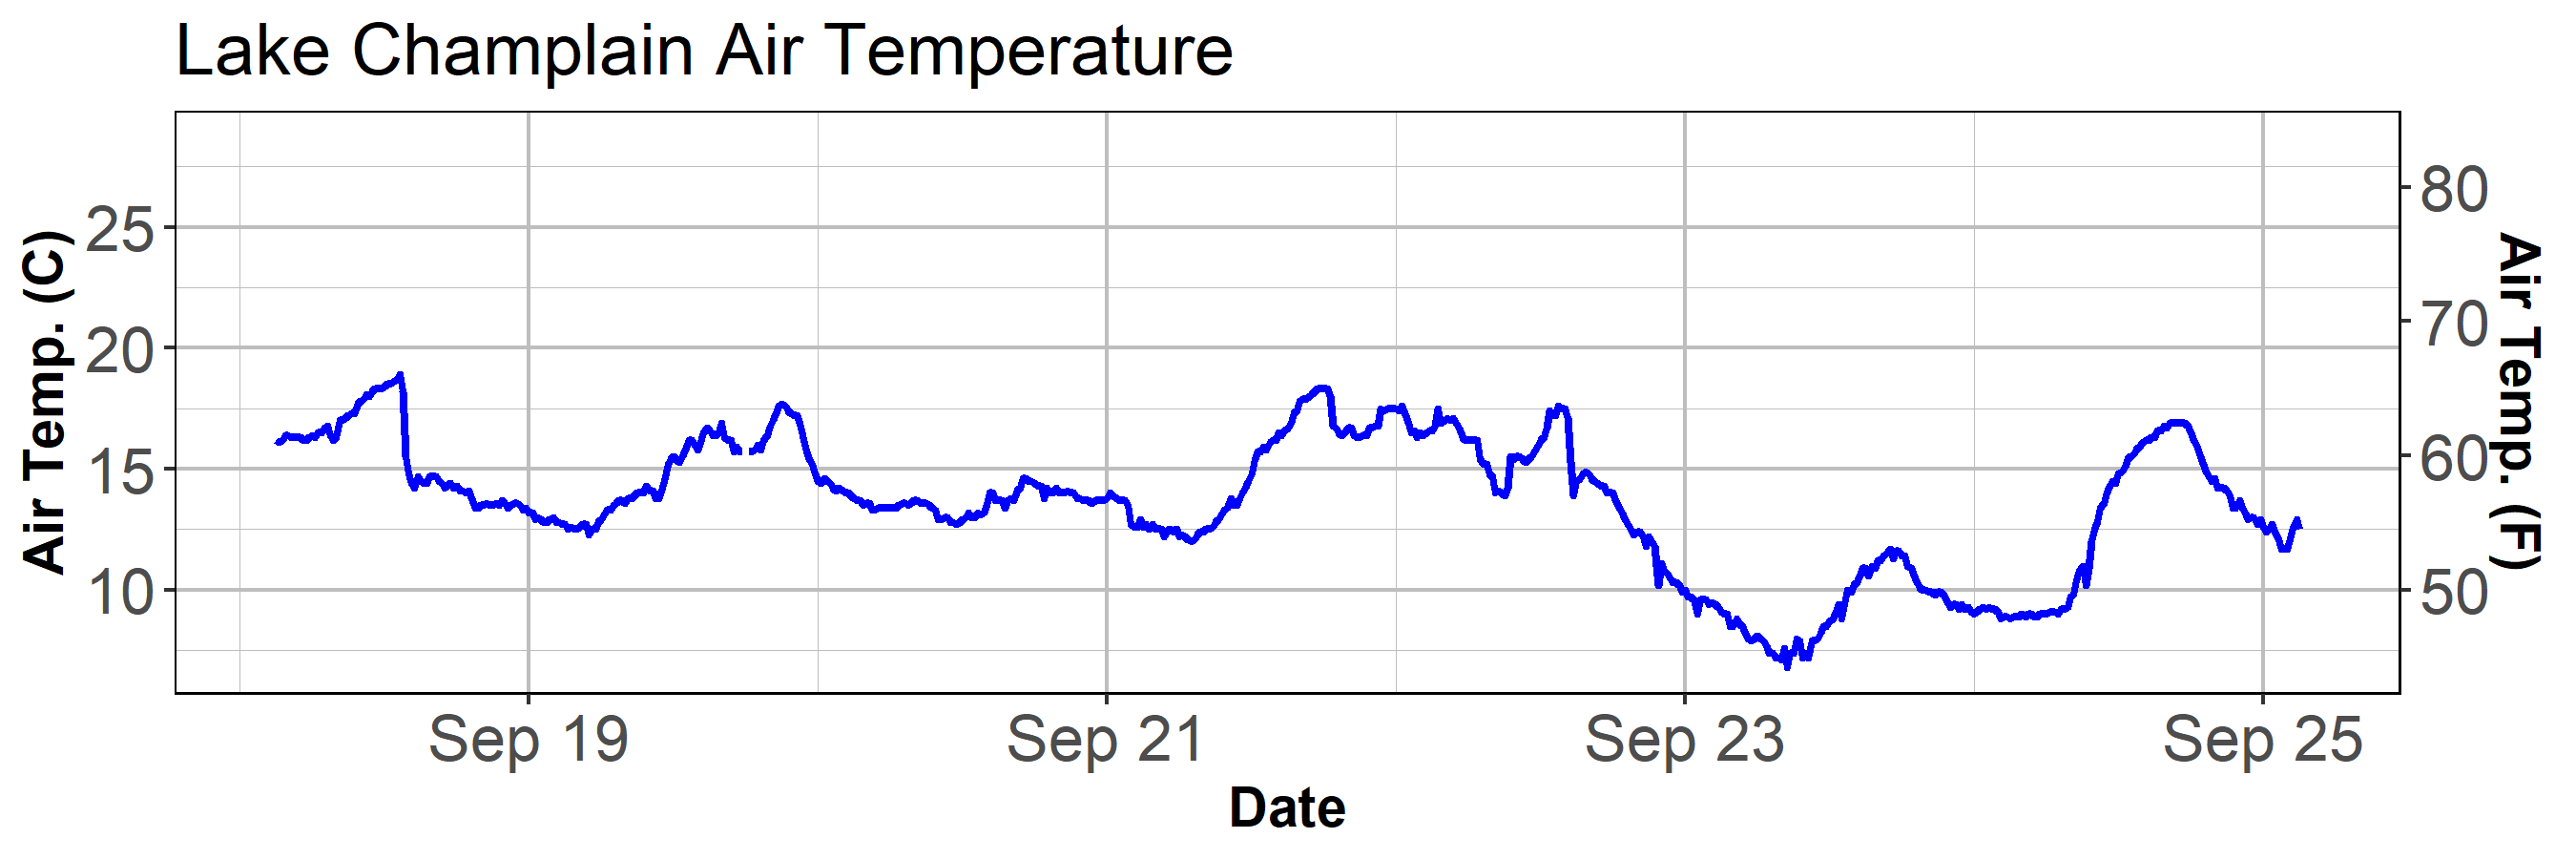 Lake Champlain Air Temperature
Air Temp. (C)
25
20
15
10
80
70
60
50
Air Temp. (F)
Sep 19
Sep 21
Sep 23
Sep 25
Date